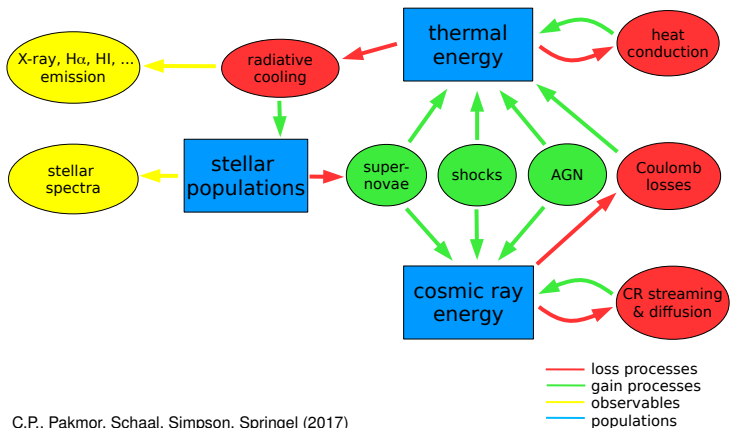 X-ray, Hα, HI, ...
emission
radiative
cooling
thermal
energy
heat
conduction
stellar
spectra
stellar
populations
super-
novae
shocks
AGN
Coulomb
losses
cosmic ray
energy
CR streaming
& diffusion
loss processes
gain processes
observables
populations
C.P., Pakmor, Schaal, Simpson, Springel (2017)